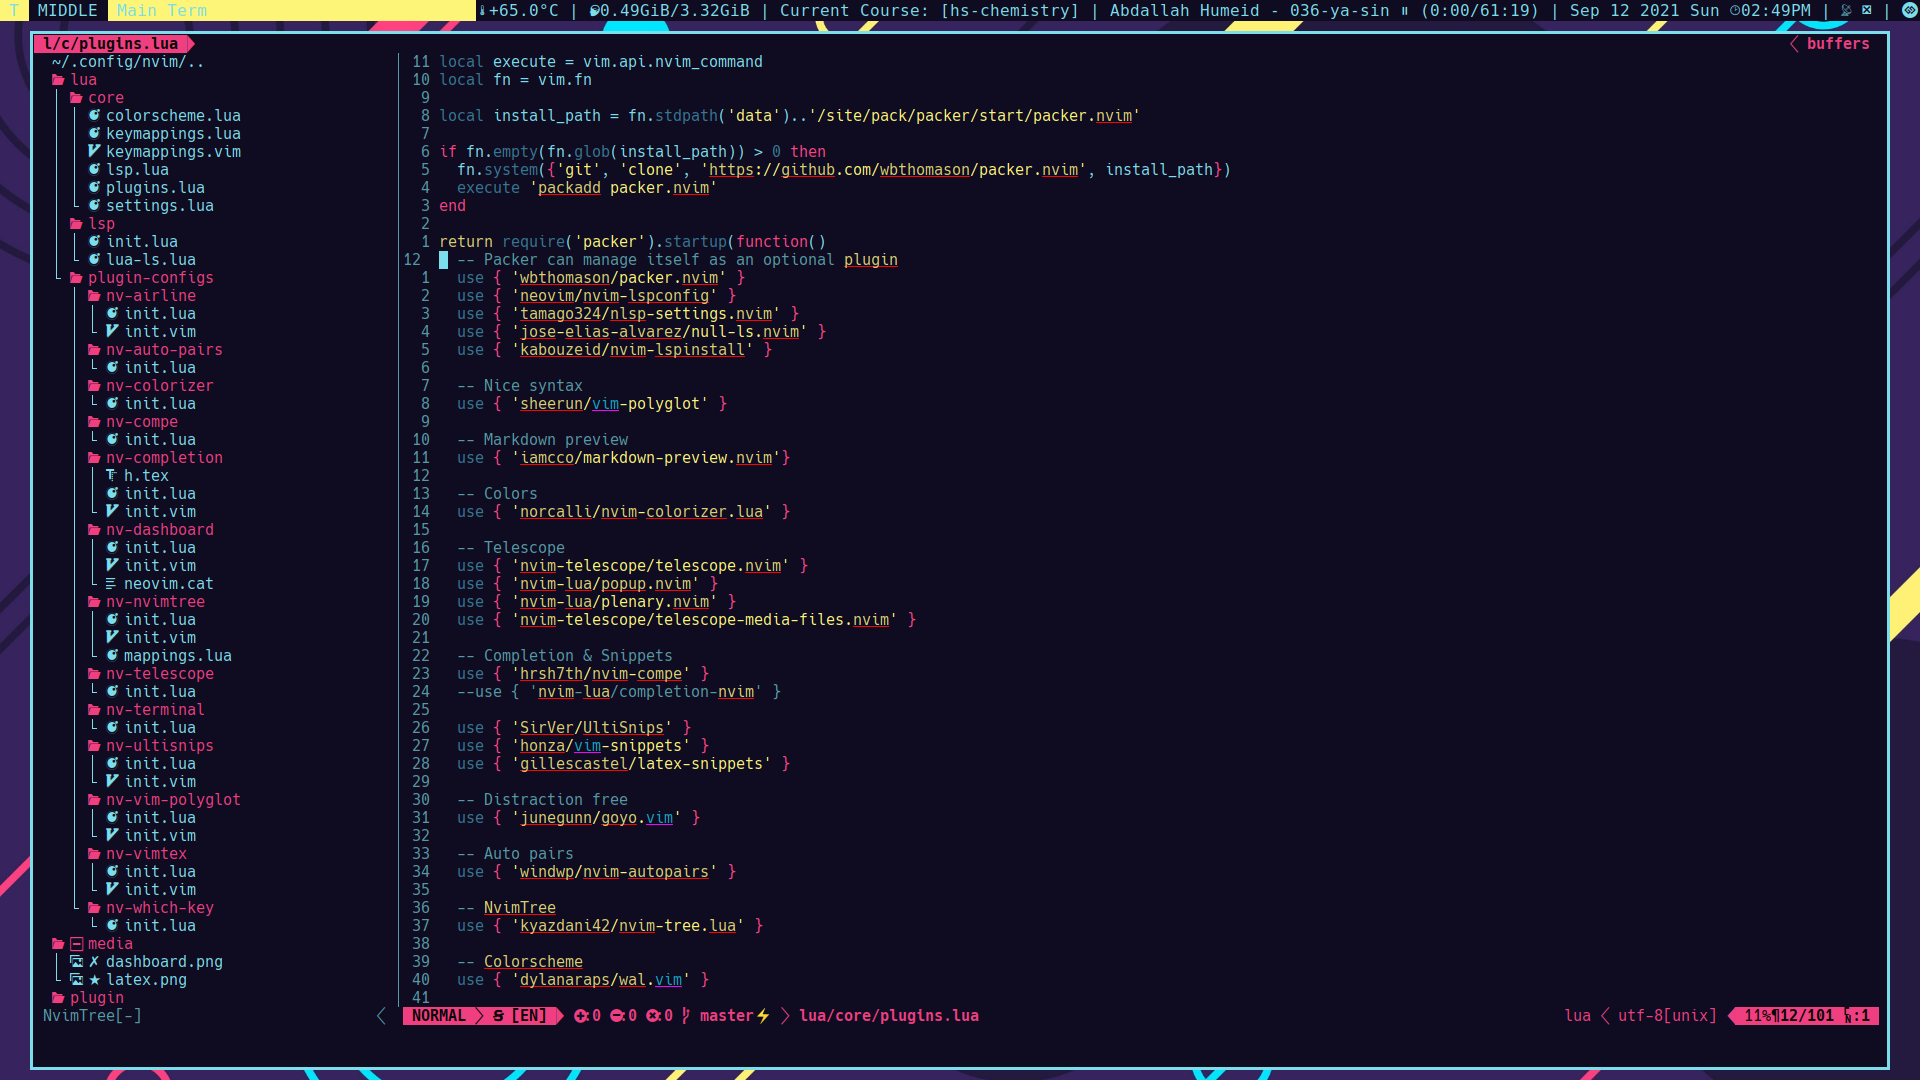 T MIDDLE Main Term +65.0°C | 0.49GiB/3.32GiB | Current Course: [hs-chemistry] | Abdallah Humeid - 036-ya-sin ⏸ (0:00/61:19) | Sep 12 2021 Sun 02:49PM | |
l/c/plugins.lua buffers
~/.config/nvim/..
lua
core
colorscheme.lua
keymappings.lua
keymappings.vim
lsp.lua
plugins.lua
settings.lua
lsp
init.lua
lua-ls.lua
plugin-configs
nv-airline
init.lua
init.vim
nv-auto-pairs
init.lua
nv-colorizer
init.lua
nv-compe
init.lua
nv-completion
h.tex
init.lua
init.vim
nv-dashboard
init.lua
init.vim
neovim.cat
nv-nvimtree
init.lua
init.vim
mappings.lua
nv-telescope
init.lua
nv-terminal
init.lua
nv-ultisnips
init.lua
init.vim
nv-vim-polyglot
init.lua
init.vim
nv-vimtex
init.lua
init.vim
nv-which-key
init.lua
media
✗ dashboard.png
★ latex.png
plugin
NvimTree[-]
11 local execute = vim.api.nvim_command
10 local fn = vim.fn
9
8 local install_path = fn.stdpath('data')..'/site/pack/packer/start/packer.nvim'
7
6 if fn.empty(fn.glob(install_path)) > 0 then
5   fn.system({'git', 'clone', 'https://github.com/wbthomason/packer.nvim', install_path})
4   execute 'packadd packer.nvim'
3 end
2
1 return require('packer').startup(function()
12   -- Packer can manage itself as an optional plugin
1   use { 'wbthomason/packer.nvim' }
2   use { 'neovim/nvim-lspconfig' }
3   use { 'tamago324/nlsp-settings.nvim' }
4   use { 'jose-elias-alvarez/null-ls.nvim' }
5   use { 'kabouzeid/nvim-lspinstall' }
6
7   -- Nice syntax
8   use { 'sheerun/vim-polyglot' }
9
10   -- Markdown preview
11   use { 'iamcco/markdown-preview.nvim'}
12
13   -- Colors
14   use { 'norcalli/nvim-colorizer.lua' }
15
16   -- Telescope
17   use { 'nvim-telescope/telescope.nvim' }
18   use { 'nvim-lua/popup.nvim' }
19   use { 'nvim-lua/plenary.nvim' }
20   use { 'nvim-telescope/telescope-media-files.nvim' }
21
22   -- Completion & Snippets
23   use { 'hrsh7th/nvim-compe' }
24   --use { 'nvim-lua/completion-nvim' }
25
26   use { 'SirVer/UltiSnips' }
27   use { 'honza/vim-snippets' }
28   use { 'gillescastel/latex-snippets' }
29
30   -- Distraction free
31   use { 'junegunn/goyo.vim' }
32
33   -- Auto pairs
34   use { 'windwp/nvim-autopairs' }
35
36   -- NvimTree
37   use { 'kyazdani42/nvim-tree.lua' }
38
39   -- Colorscheme
40   use { 'dylanaraps/wal.vim' }
41
NORMAL S [EN] :0 :0 :0 master⚡ lua/core/plugins.lua lua utf-8[unix] 11%¶12/101 :1